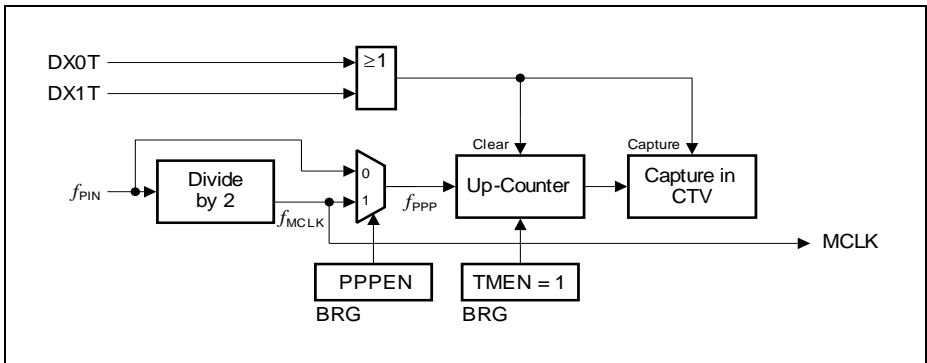 DX0T
DX1T
≥1
Clear
Capture
fPIN
Divide
by 2
fMCLK
0
1
fPPP
Up-Counter
Capture in
CTV
MCLK
PPPEN
TMEN = 1
BRG
BRG